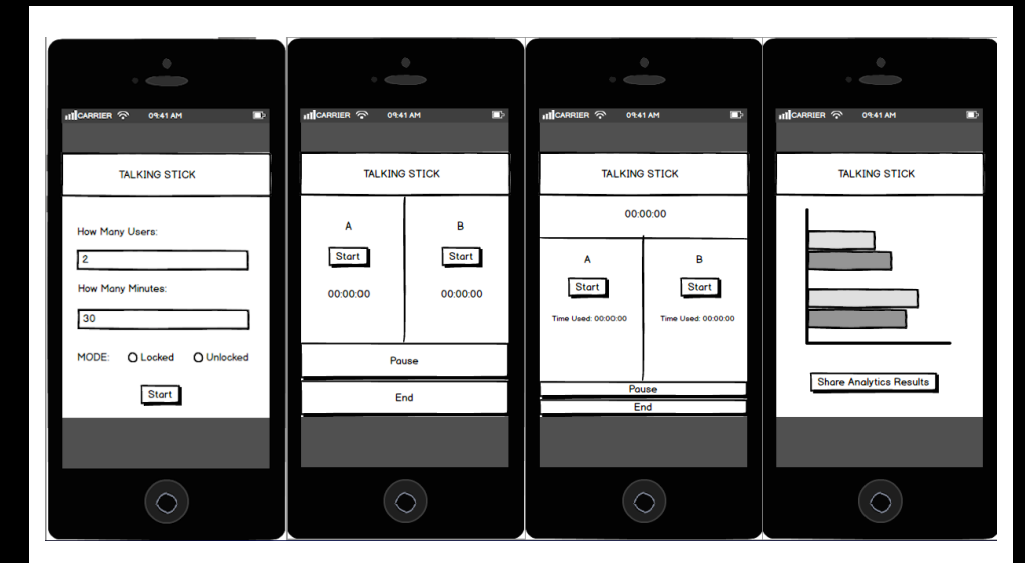 CARRIER 09:41 AM
TALKING STICK
How Many Users:
2
How Many Minutes:
30
MODE: Locked Unlocked
Start
CARRIER 09:41 AM
TALKING STICK
A B
Start Start
00:00:00 00:00:00
Pause
End
CARRIER 09:41 AM
TALKING STICK
00:00:00
A B
Start Start
Time Used: 00:00:00 Time Used: 00:00:00
Pause
End
CARRIER 09:41 AM
TALKING STICK
Share Analytics Results